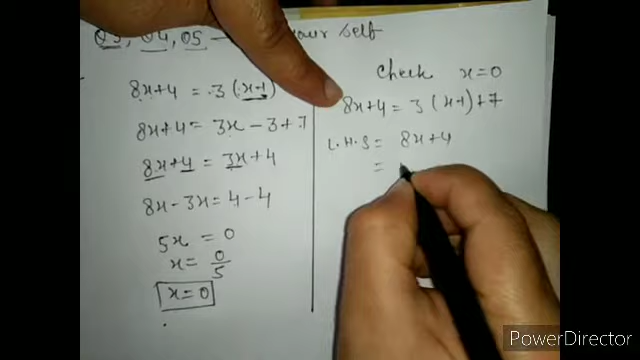 Q3, Q4, Q5 — your self
8x+4 = 3 (x-1)
8x+4 = 3x - 3 + 7
8x+4 = 3x + 4
8x - 3x = 4 - 4
5x = 0
x = 0/5
x = 0
Check x = 0
8x+4 = 3 (x-1) + 7
L.H.S = 8x+4
=
PowerDirector